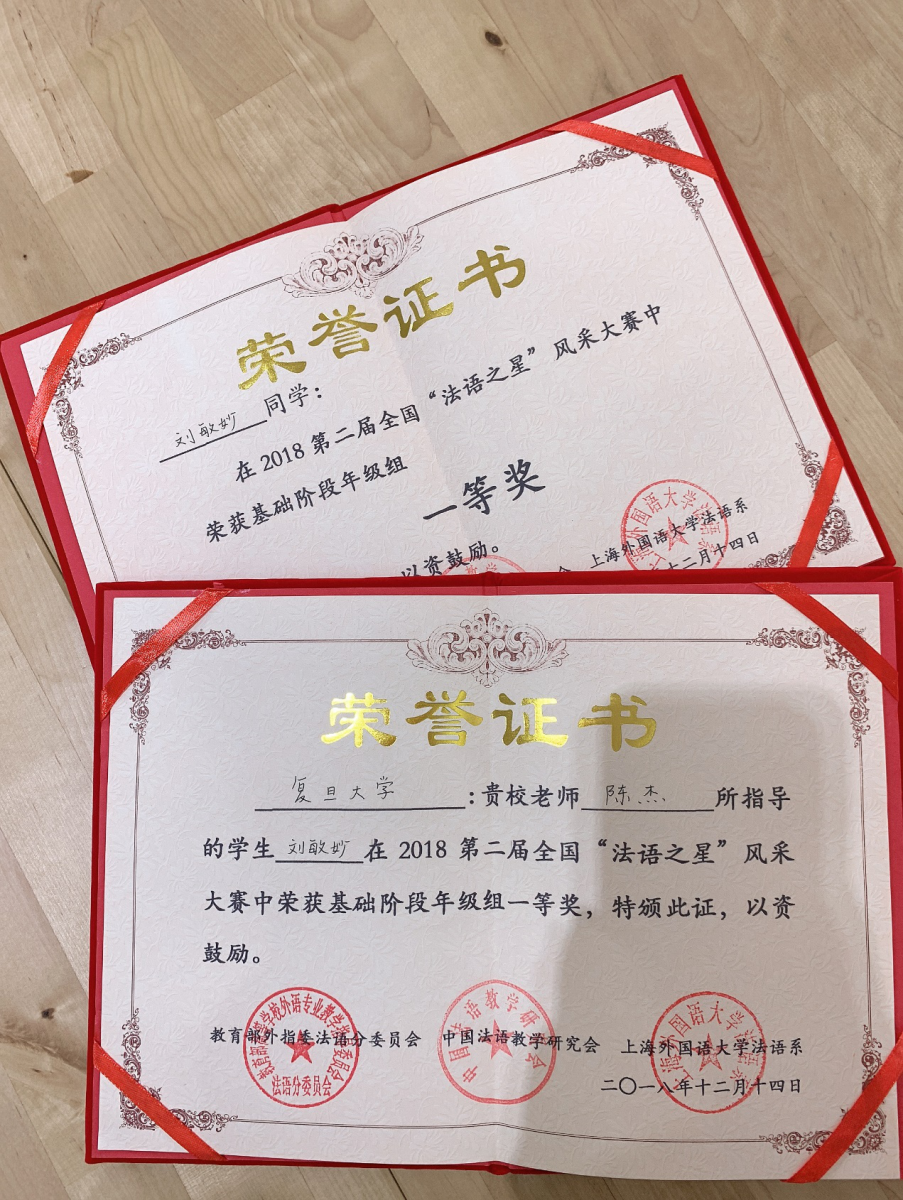 荣誉证书
刘敏妙 同学：
在 2018 第二届全国“法语之星”风采大赛中
荣获基础阶段年级组
一等奖
以资鼓励。
会 上海外国语大学法语系
十二月十四日
荣誉证书
复旦大学 ：贵校老师 陈杰 所指导
的学生 刘敏妙 在 2018 第二届全国“法语之星”风采
大赛中荣获基础阶段年级组一等奖，特颁此证，以资
鼓励。
教育部外指委法语分委员会 中国法语教学研究会 上海外国语大学法语系
二〇一八年十二月十四日
法语分委员会